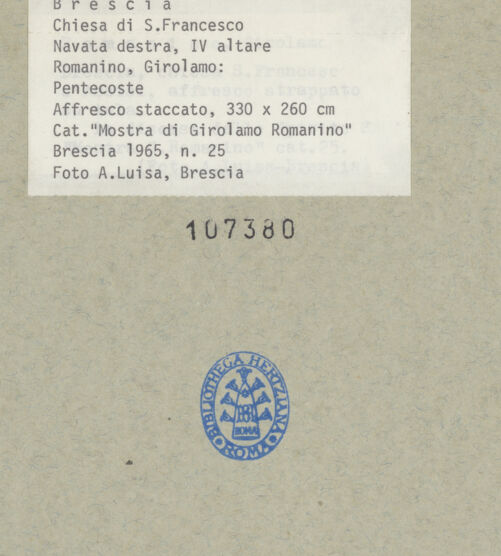 B r e s c i a
Chiesa di S.Francesco
Navata destra, IV altare
Romanino, Girolamo:
Pentecoste
Affresco staccato, 330 x 260 cm
Cat."Mostra di Girolamo Romanino"
Brescia 1965, n. 25
Foto A.Luisa, Brescia
107380
BIBLIOTHECA HERTZIANA
ROMA